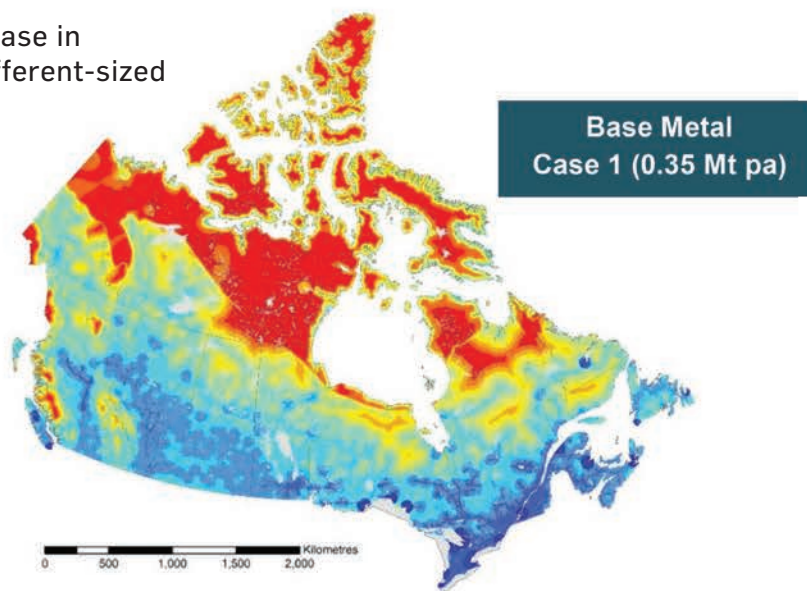 ase in
fferent-sized
Base Metal
Case 1 (0.35 Mt pa)
Kilometres
0 500 1,000 1,500 2,000